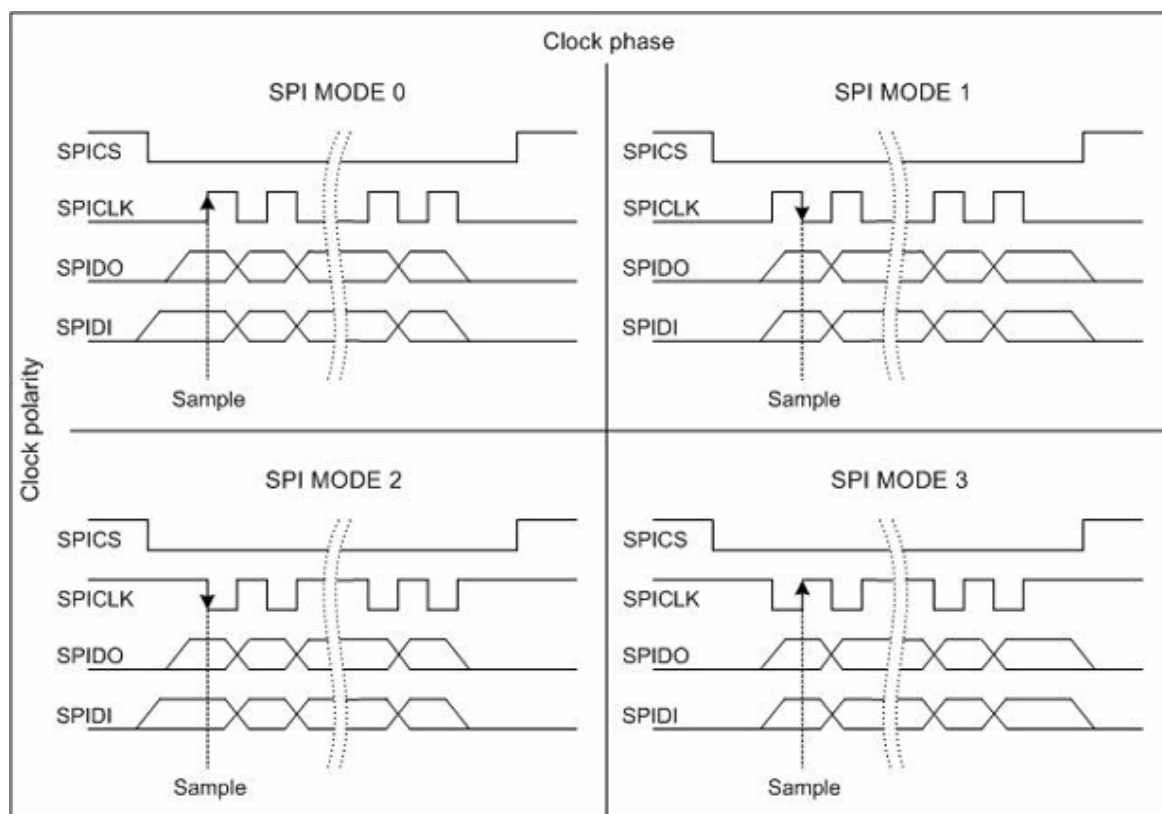 Clock phase
SPI MODE 0
SPICS
SPICLK
SPIDO
SPIDI
Sample
SPI MODE 1
SPICS
SPICLK
SPIDO
SPIDI
Sample
Clock polarity
SPI MODE 2
SPICS
SPICLK
SPIDO
SPIDI
Sample
SPI MODE 3
SPICS
SPICLK
SPIDO
SPIDI
Sample